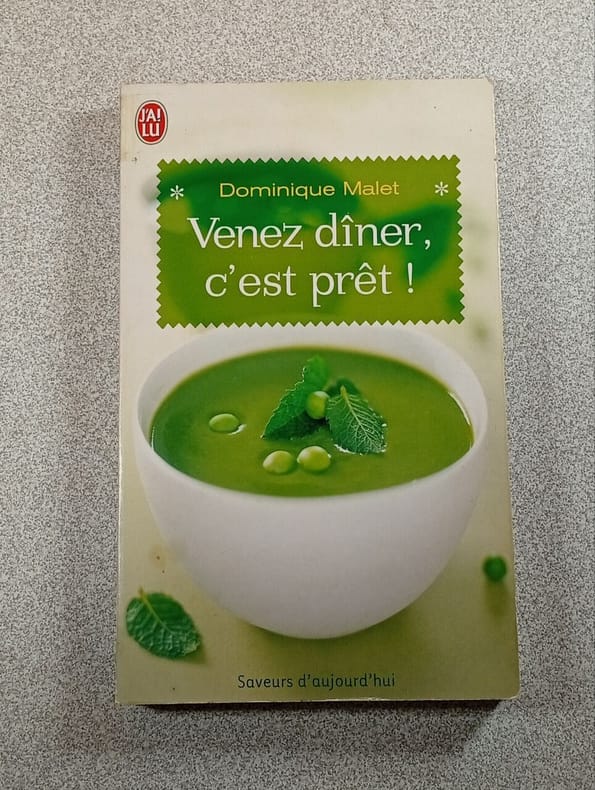 J'AI
LU
Dominique Malet
Venez dîner,
c'est prêt !
Saveurs d'aujourd'hui